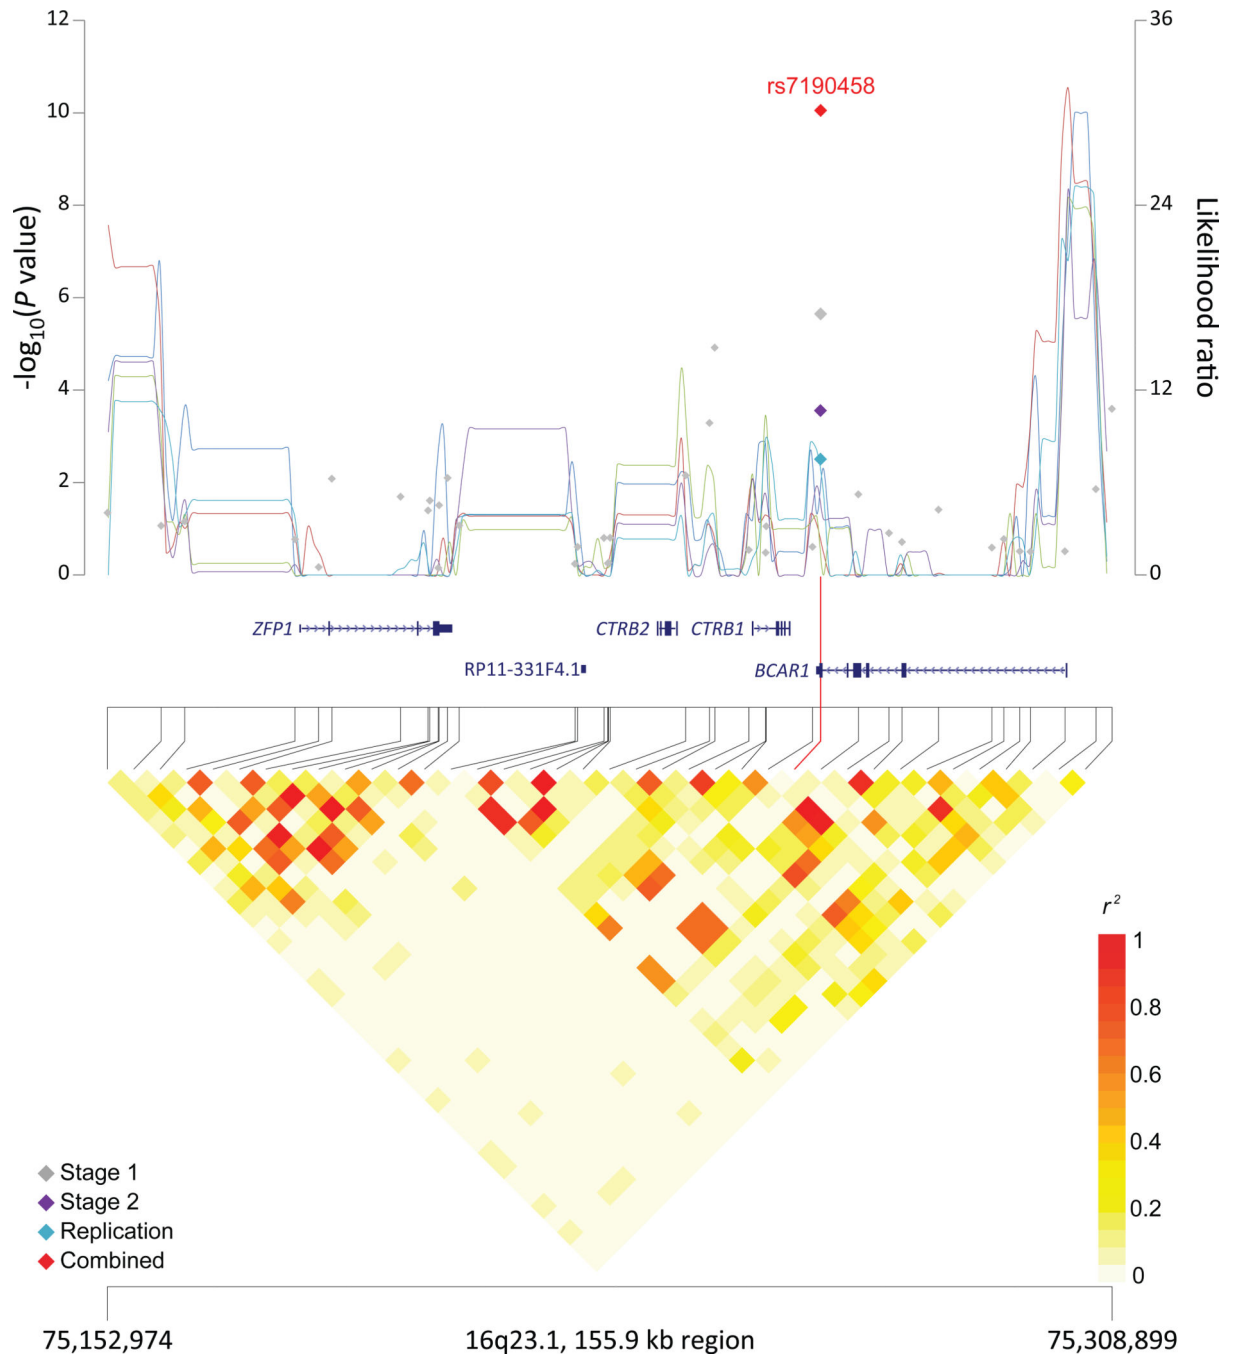 12
10
8
6
4
2
0
-log10(P value)
36
24
12
0
Likelihood ratio
rs7190458
ZFP1
CTRB2
CTRB1
RP11-331F4.1
BCAR1
r²
1
0.8
0.6
0.4
0.2
0
Stage 1
Stage 2
Replication
Combined
75,152,974
16q23.1, 155.9 kb region
75,308,899